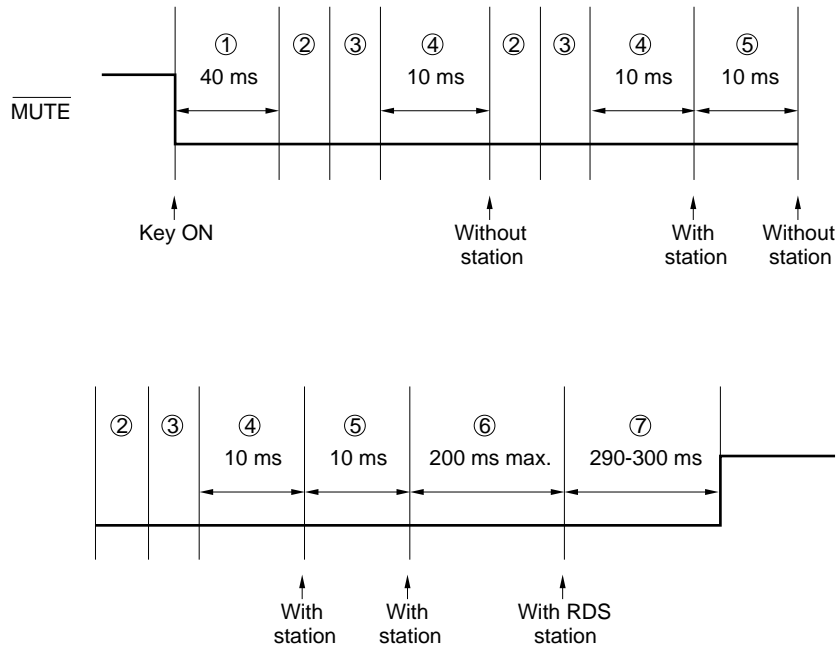 ① ② ③ ④ ② ③ ④ ⑤
40 ms 10 ms 10 ms 10 ms
MUTE
Key ON Without station With station Without station
② ③ ④ ⑤ ⑥ ⑦
10 ms 10 ms 200 ms max. 290-300 ms
With station With station With RDS station